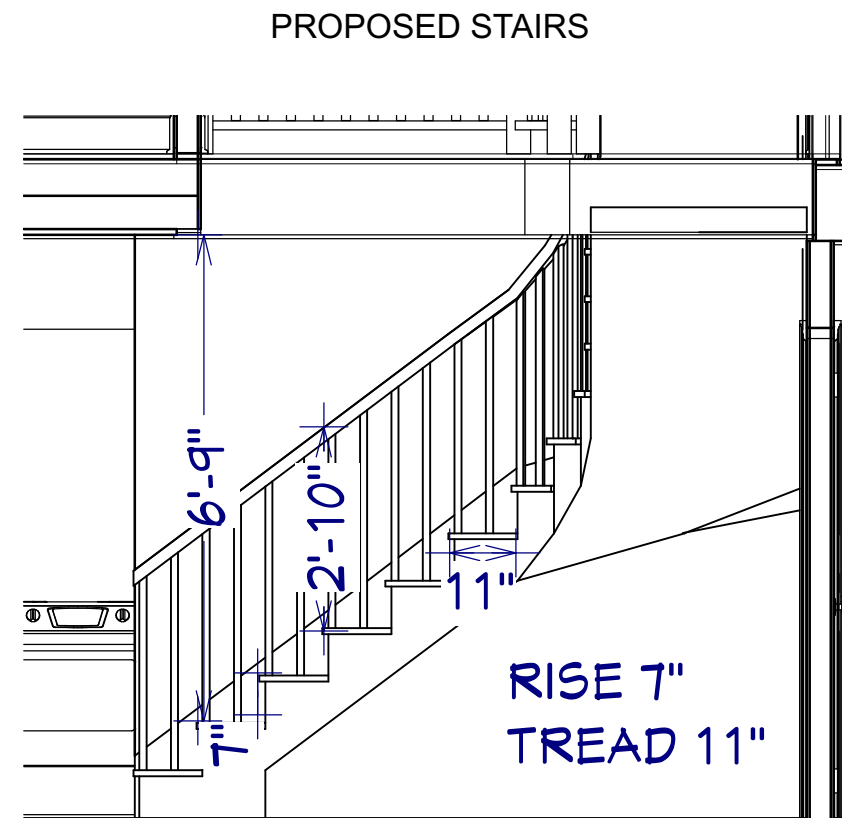 PROPOSED STAIRS
6'-9"
2'-10"
11"
7"
RISE 7"
TREAD 11"